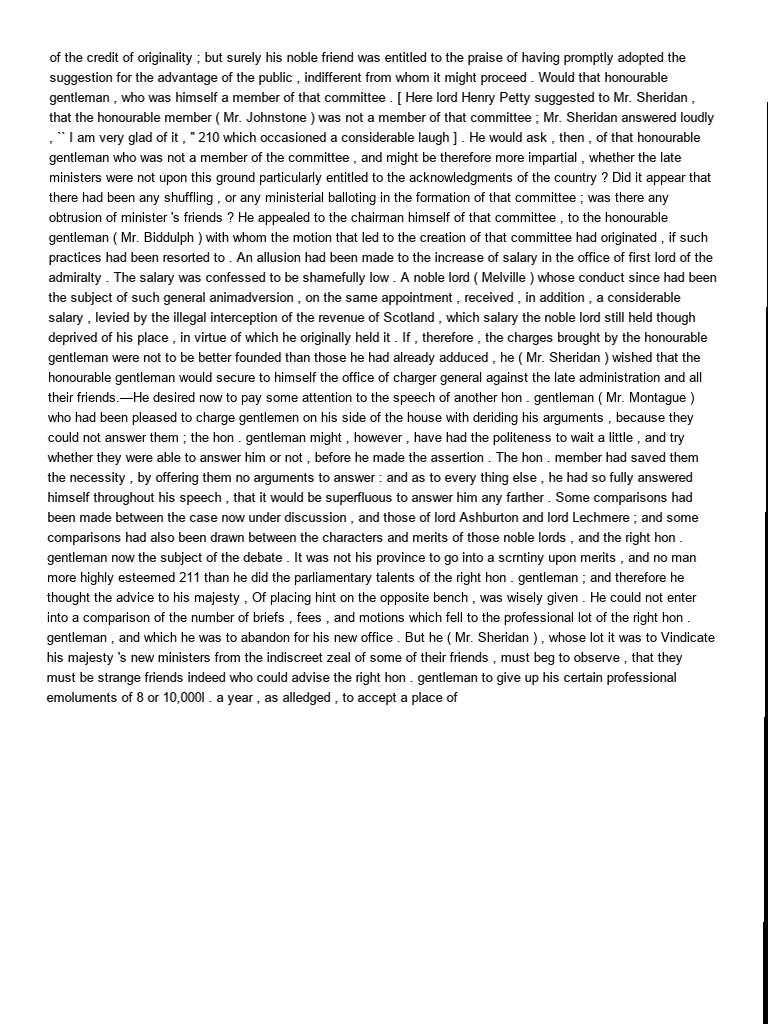 of the credit of originality ; but surely his noble friend was entitled to the praise of having promptly adopted the
suggestion for the advantage of the public , indifferent from whom it might proceed . Would that honourable
gentleman , who was himself a member of that committee . [ Here lord Henry Petty suggested to Mr. Sheridan ,
that the honourable member ( Mr. Johnstone ) was not a member of that committee ; Mr. Sheridan answered loudly
, `` I am very glad of it , " 210 which occasioned a considerable laugh ] . He would ask , then , of that honourable
gentleman who was not a member of the committee , and might be therefore more impartial , whether the late
ministers were not upon this ground particularly entitled to the acknowledgments of the country ? Did it appear that
there had been any shuffling , or any ministerial balloting in the formation of that committee ; was there any
obtrusion of minister 's friends ? He appealed to the chairman himself of that committee , to the honourable
gentleman ( Mr. Biddulph ) with whom the motion that led to the creation of that committee had originated , if such
practices had been resorted to . An allusion had been made to the increase of salary in the office of first lord of the
admiralty . The salary was confessed to be shamefully low . A noble lord ( Melville ) whose conduct since had been
the subject of such general animadversion , on the same appointment , received , in addition , a considerable
salary , levied by the illegal interception of the revenue of Scotland , which salary the noble lord still held though
deprived of his place , in virtue of which he originally held it . If , therefore , the charges brought by the honourable
gentleman were not to be better founded than those he had already adduced , he ( Mr. Sheridan ) wished that the
honourable gentleman would secure to himself the office of charger general against the late administration and all
their friends.—He desired now to pay some attention to the speech of another hon . gentleman ( Mr. Montague )
who had been pleased to charge gentlemen on his side of the house with deriding his arguments , because they
could not answer them ; the hon . gentleman might , however , have had the politeness to wait a little , and try
whether they were able to answer him or not , before he made the assertion . The hon . member had saved them
the necessity , by offering them no arguments to answer : and as to every thing else , he had so fully answered
himself throughout his speech , that it would be superfluous to answer him any farther . Some comparisons had
been made between the case now under discussion , and those of lord Ashburton and lord Lechmere ; and some
comparisons had also been drawn between the characters and merits of those noble lords , and the right hon .
gentleman now the subject of the debate . It was not his province to go into a scrntiny upon merits , and no man
more highly esteemed 211 than he did the parliamentary talents of the right hon . gentleman ; and therefore he
thought the advice to his majesty , Of placing hint on the opposite bench , was wisely given . He could not enter
into a comparison of the number of briefs , fees , and motions which fell to the professional lot of the right hon .
gentleman , and which he was to abandon for his new office . But he ( Mr. Sheridan ) , whose lot it was to Vindicate
his majesty 's new ministers from the indiscreet zeal of some of their friends , must beg to observe , that they
must be strange friends indeed who could advise the right hon . gentleman to give up his certain professional
emoluments of 8 or 10,000l . a year , as alledged , to accept a place of